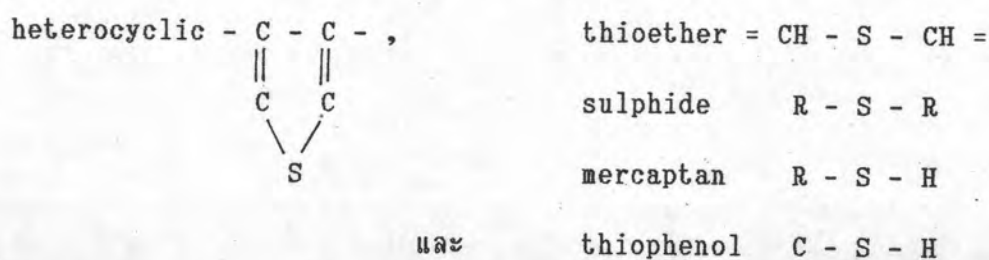 heterocyclic - C - C - ,
|| ||
C C
\ /
S
thioether = CH - S - CH =
sulphide R - S - R
mercaptan R - S - H
และ thiophenol C - S - H